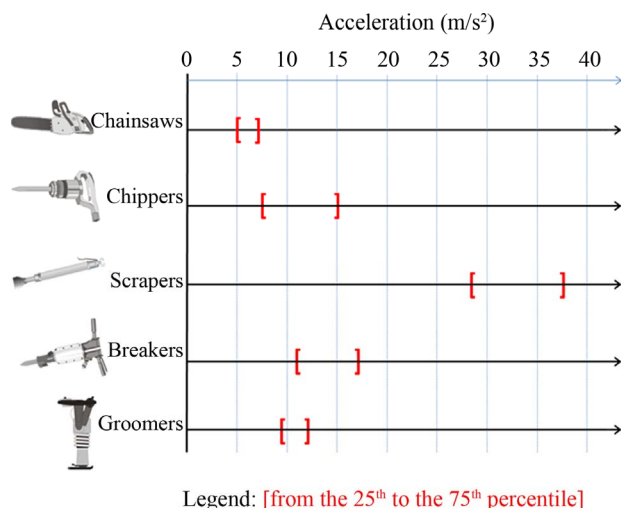 Acceleration (m/s²)
0 5 10 15 20 25 30 35 40
Chainsaws
Chippers
Scrapers
Breakers
Groomers
Legend: [from the 25th to the 75th percentile]